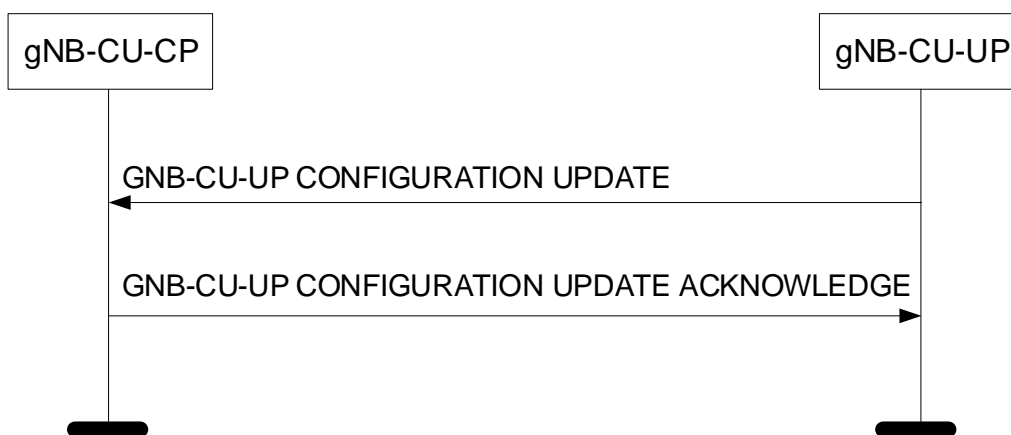 gNB-CU-CP
gNB-CU-UP
GNB-CU-UP CONFIGURATION UPDATE
GNB-CU-UP CONFIGURATION UPDATE ACKNOWLEDGE